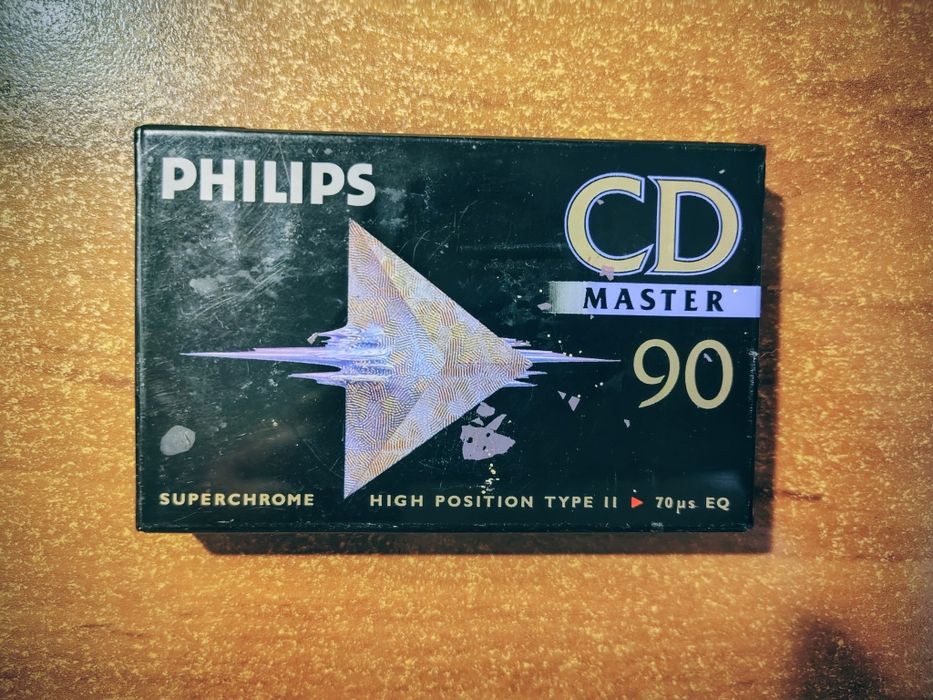 PHILIPS
CD
MASTER
90
SUPERCHROME
HIGH POSITION TYPE II ▶ 70µs EQ